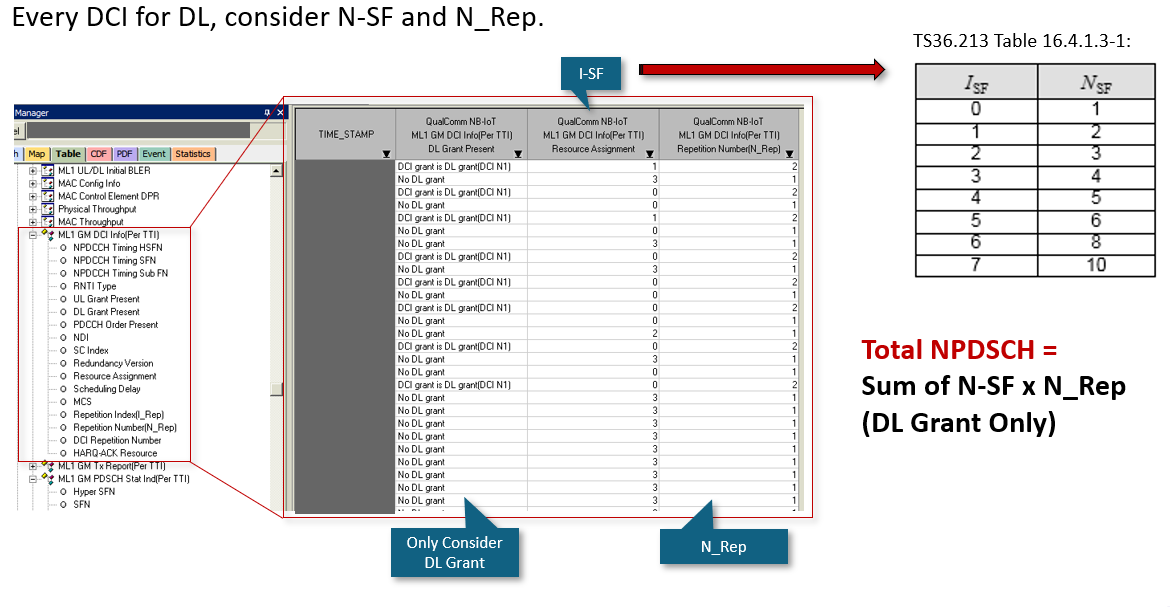 Every DCI for DL, consider N-SF and N_Rep.
TS36.213 Table 16.4.1.3-1:
I-SF
I SF N SF
0 1
1 2
2 3
3 4
4 5
5 6
6 8
7 10
Manager
Map Table CDF PDF Event Statistics
ML1 UL/DL Initial BLER
MAC Config Info
MAC Control Element DPR
Physical Throughput
MAC Throughput
ML1 GM DCI Info(Per TTI)
NPDCCH Timing HSFN
NPDCCH Timing SFN
NPDCCH Timing Sub FN
RNTI Type
UL Grant Present
DL Grant Present
PDCCH Order Present
NDI
SC Index
Redundancy Version
Resource Assignment
Scheduling Delay
MCS
Repetition Index(I_Rep)
Repetition Number(N_Rep)
DCI Repetition Number
HARQ-ACK Resource
ML1 GM Tx Report(Per TTI)
ML1 GM PDSCH Stat Ind(Per TTI)
Hyper SFN
SFN
TIME_STAMP
QualComm NB-IoT
ML1 GM DCI Info(Per TTI)
DL Grant Present
QualComm NB-IoT
ML1 GM DCI Info(Per TTI)
Resource Assignment
QualComm NB-IoT
ML1 GM DCI Info(Per TTI)
Repetition Number(N_Rep)
DCI grant is DL grant(DCI N1) 1 2
No DL grant 3 1
DCI grant is DL grant(DCI N1) 0 2
No DL grant 0 1
DCI grant is DL grant(DCI N1) 1 2
No DL grant 0 1
No DL grant 3 1
DCI grant is DL grant(DCI N1) 0 2
No DL grant 3 1
DCI grant is DL grant(DCI N1) 0 2
No DL grant 0 1
DCI grant is DL grant(DCI N1) 0 2
No DL grant 0 1
No DL grant 2 1
DCI grant is DL grant(DCI N1) 0 2
No DL grant 3 1
No DL grant 0 1
DCI grant is DL grant(DCI N1) 0 2
No DL grant 3 1
No DL grant 3 1
No DL grant 3 1
No DL grant 3 1
No DL grant 3 1
No DL grant 3 1
No DL grant 3 1
No DL grant 3 1
No DL grant 3 1
Only Consider
DL Grant
N_Rep
Total NPDSCH =
Sum of N-SF x N_Rep
(DL Grant Only)